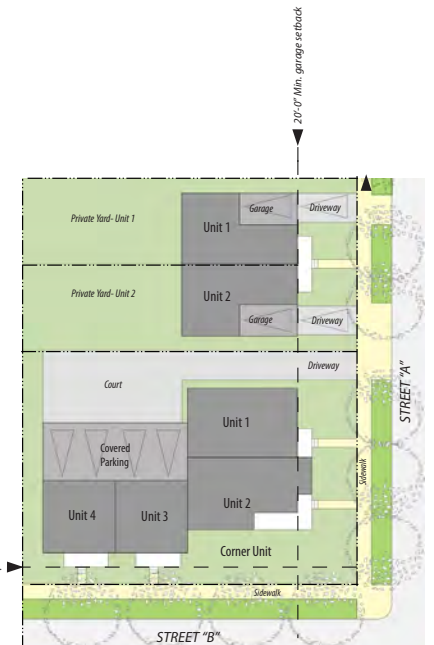 20'-0" Min. garage setback
Private Yard- Unit 1
Unit 1
Garage
Driveway
Private Yard- Unit 2
Unit 2
Garage
Driveway
Driveway
Court
STREET "A"
Unit 1
Covered
Parking
Sidewalk
Unit 4
Unit 3
Unit 2
Corner Unit
Sidewalk
STREET "B"